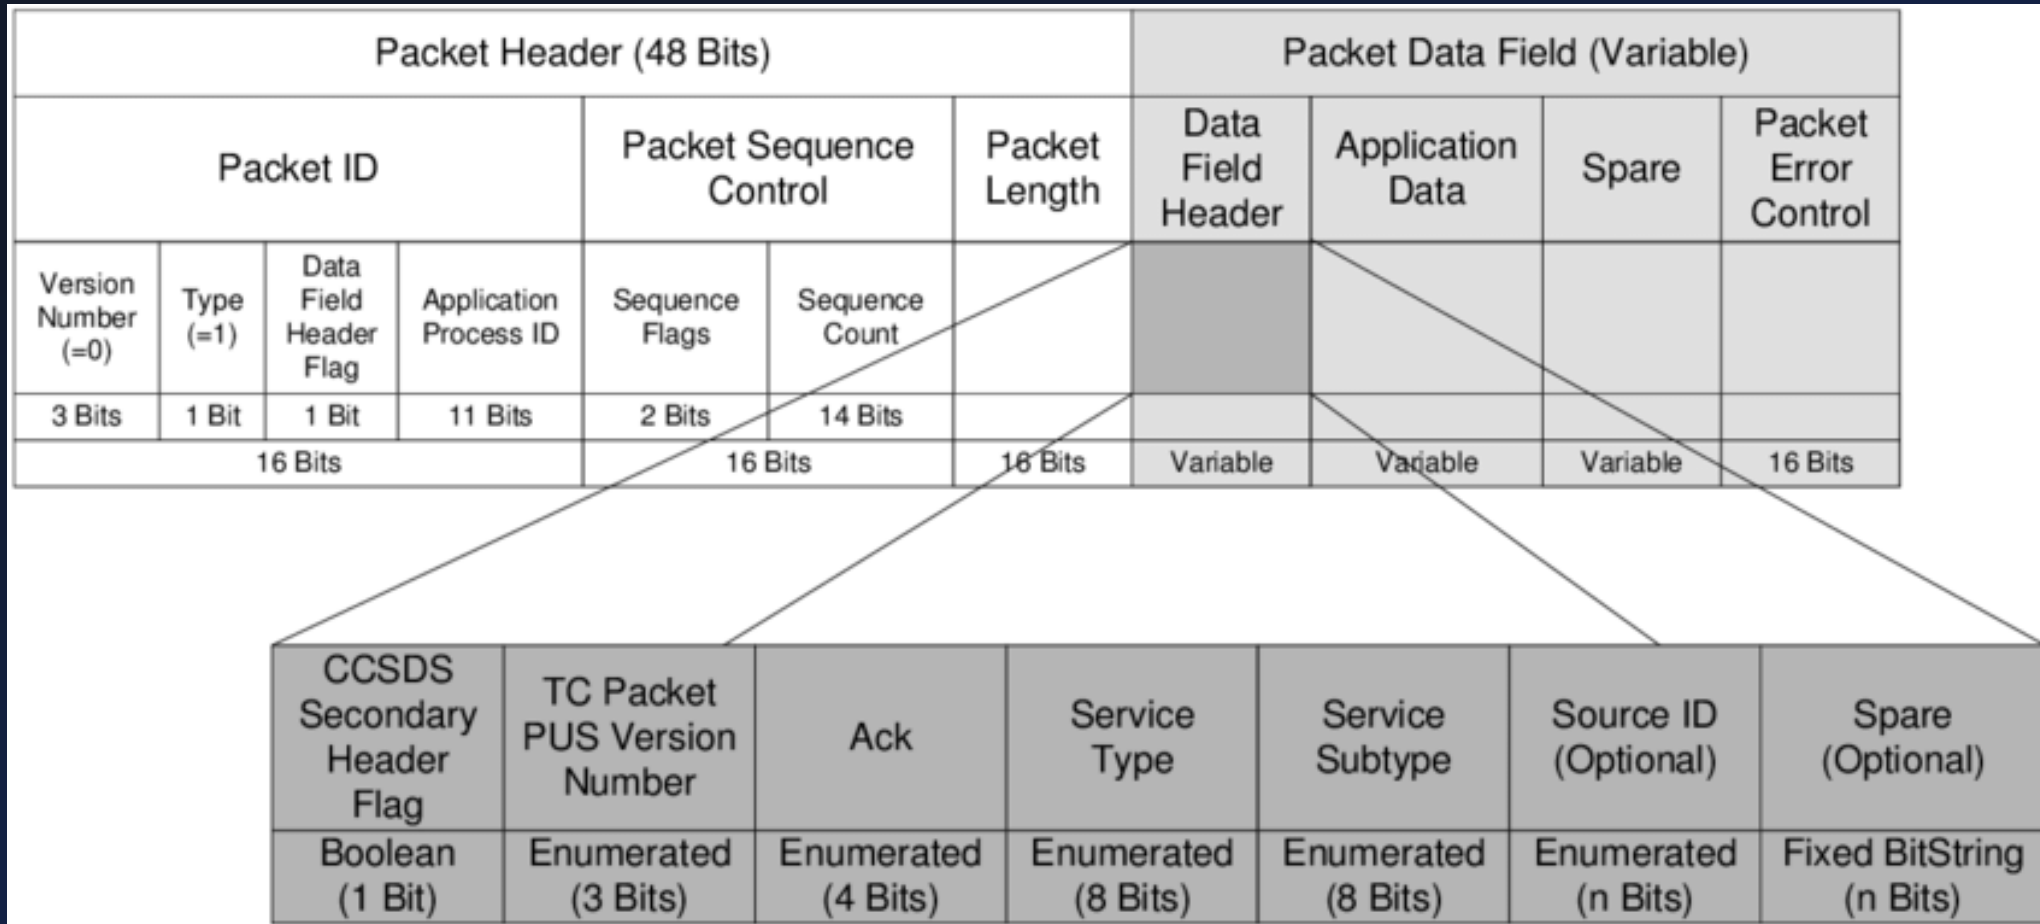 Packet Header (48 Bits)
Packet Data Field (Variable)
Packet ID
Packet Sequence
Control
Packet
Length
Data
Field
Header
Application
Data
Spare
Packet
Error
Control
Version
Number
(=0)
Type
(=1)
Data
Field
Header
Flag
Application
Process ID
Sequence
Flags
Sequence
Count
3 Bits
1 Bit
1 Bit
11 Bits
2 Bits
14 Bits
16 Bits
16 Bits
16 Bits
Variable
Variable
Variable
16 Bits
CCSDS
Secondary
Header
Flag
TC Packet
PUS Version
Number
Ack
Service
Type
Service
Subtype
Source ID
(Optional)
Spare
(Optional)
Boolean
(1 Bit)
Enumerated
(3 Bits)
Enumerated
(4 Bits)
Enumerated
(8 Bits)
Enumerated
(8 Bits)
Enumerated
(n Bits)
Fixed BitString
(n Bits)